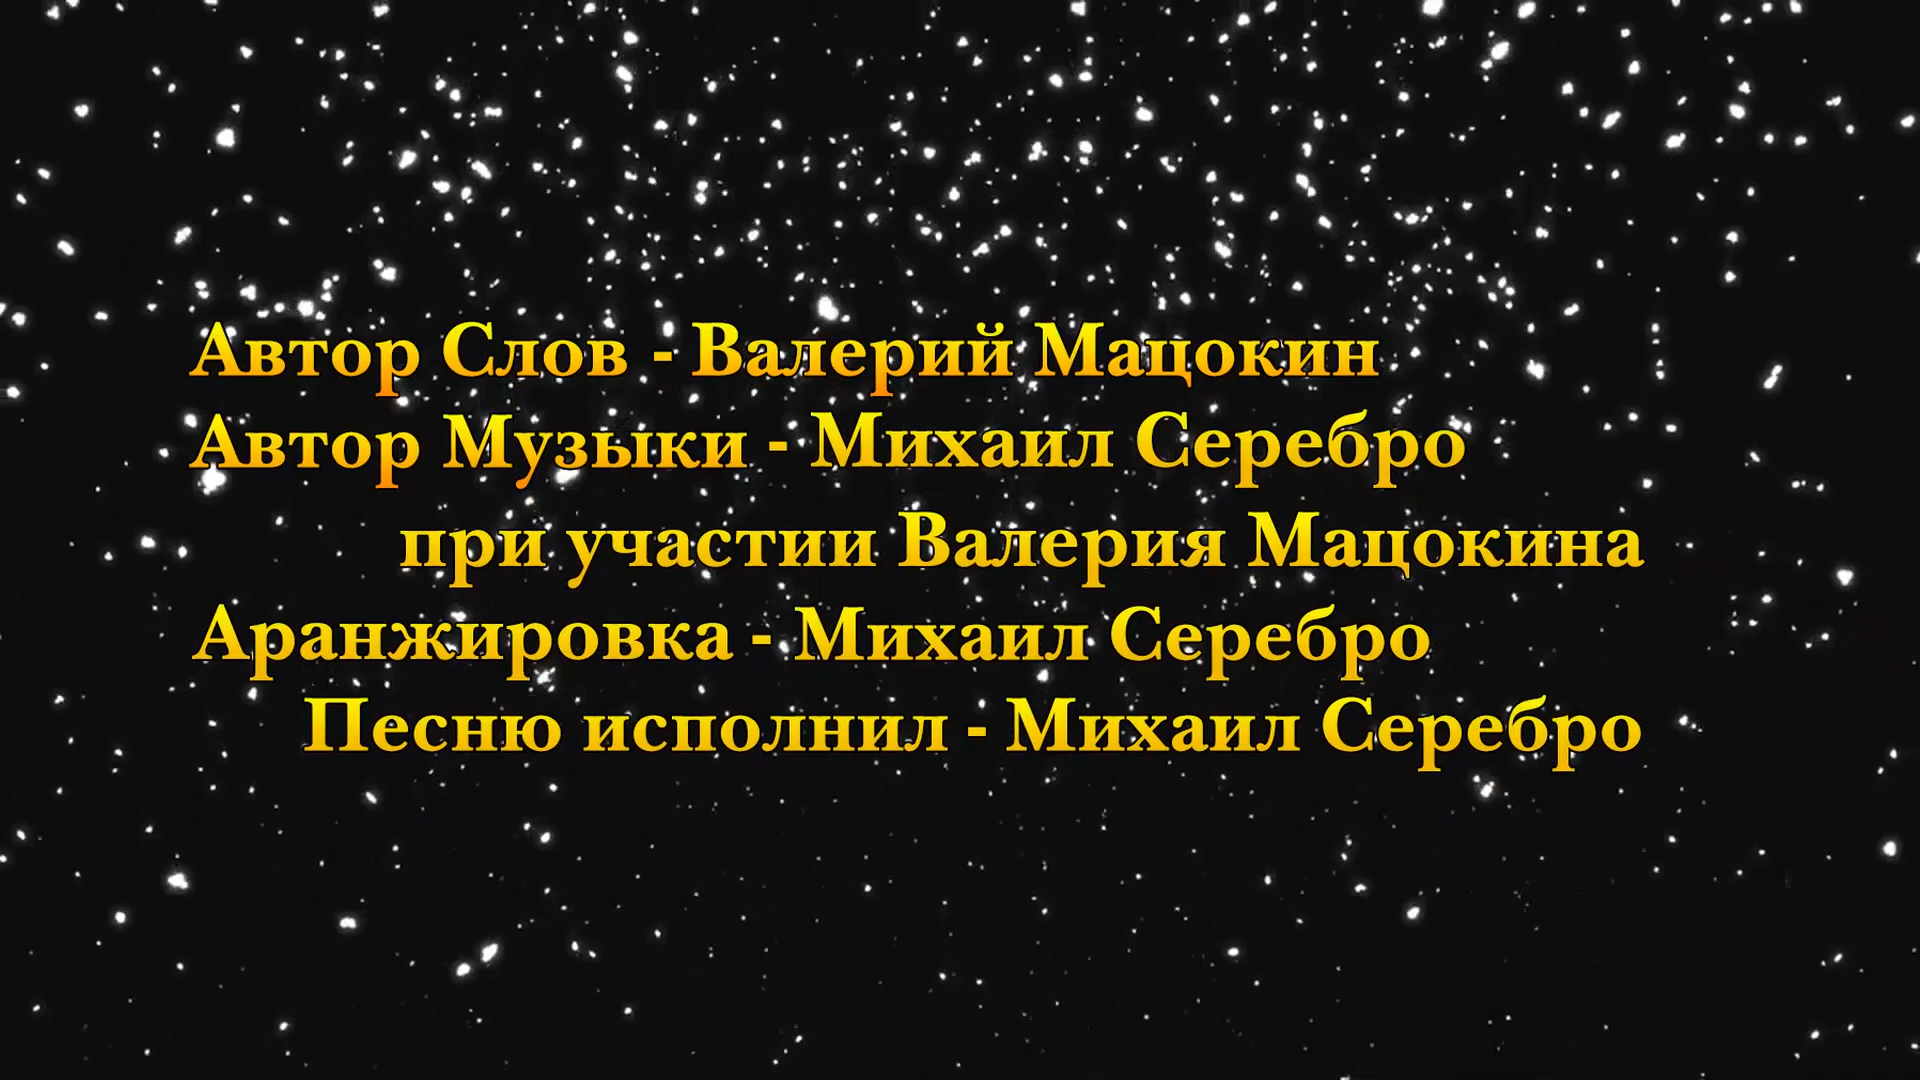 Автор Слов - Валерий Мацокин
Автор Музыки - Михаил Серебро
при участии Валерия Мацокина
Аранжировка - Михаил Серебро
Песню исполнил - Михаил Серебро